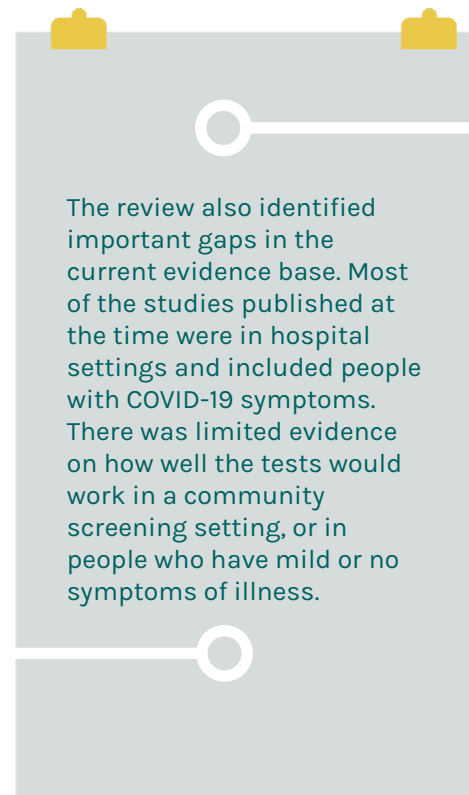 The review also identified
important gaps in the
current evidence base. Most
of the studies published at
the time were in hospital
settings and included people
with COVID-19 symptoms.
There was limited evidence
on how well the tests would
work in a community
screening setting, or in
people who have mild or no
symptoms of illness.